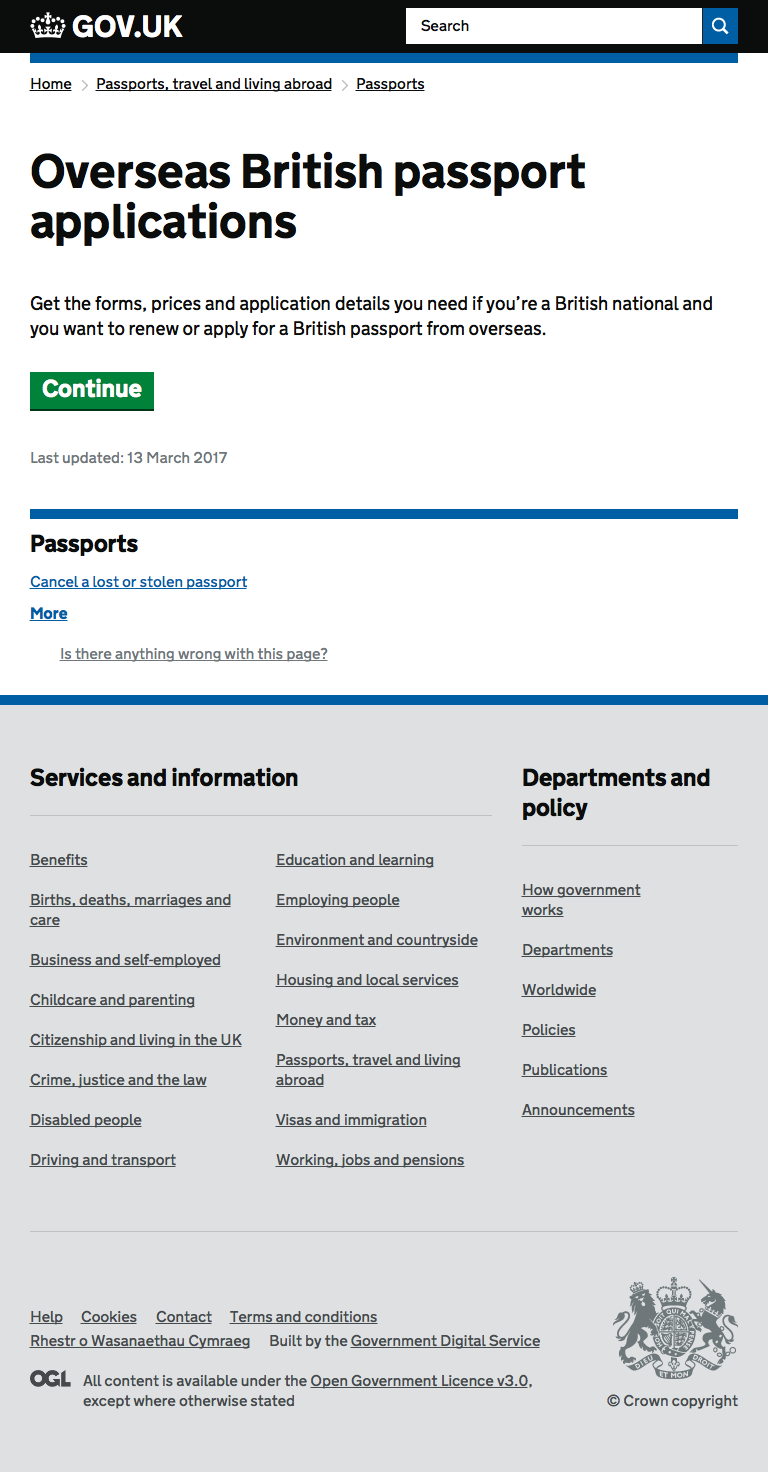 GOV.UK
Search
Home
Passports, travel and living abroad
Passports
Overseas British passport
applications
Get the forms, prices and application details you need if you’re a British national and
you want to renew or apply for a British passport from overseas.
Continue
Last updated: 13 March 2017
Passports
Cancel a lost or stolen passport
More
Is there anything wrong with this page?
Services and information
Benefits
Births, deaths, marriages and
care
Business and self-employed
Childcare and parenting
Citizenship and living in the UK
Crime, justice and the law
Disabled people
Driving and transport
Education and learning
Employing people
Environment and countryside
Housing and local services
Money and tax
Passports, travel and living
abroad
Visas and immigration
Working, jobs and pensions
Departments and
policy
How government
works
Departments
Worldwide
Policies
Publications
Announcements
Help Cookies Contact Terms and conditions
Rhestr o Wasanaethau Cymraeg Built by the Government Digital Service
OGL All content is available under the Open Government Licence v3.0,
except where otherwise stated
DIEU ET MON DROIT
© Crown copyright